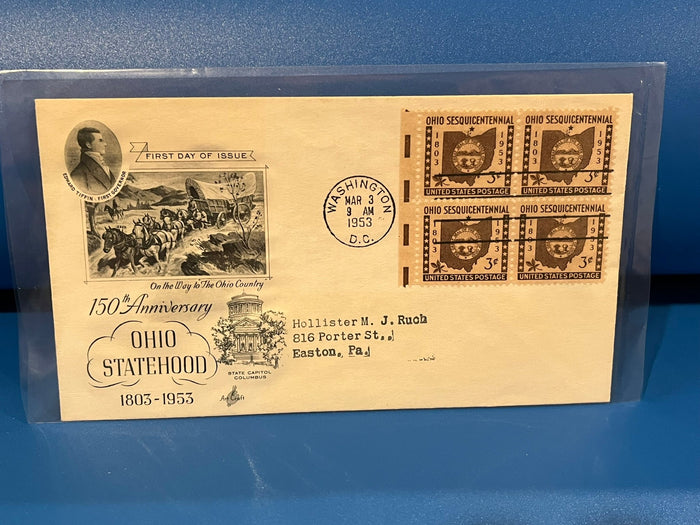 FIRST DAY OF ISSUE
EDWARD TIFFIN - FIRST GOVERNOR
On the Way to The Ohio Country
150th Anniversary
OHIO
STATEHOOD
1803-1953
STATE CAPITOL
COLUMBUS
Art Craft
WASHINGTON
MAR 3
9 AM
1953
D.C.
OHIO SESQUICENTENNIAL
1803
1953
3¢
UNITED STATES POSTAGE
OHIO SESQUICENTENNIAL
1803
1953
3¢
UNITED STATES POSTAGE
OHIO SESQUICENTENNIAL
1953
3¢
UNITED STATES POSTAGE
OHIO SESQUICENTENNIAL
3¢
UNITED STATES POSTAGE
Hollister M. J. Ruch
816 Porter St.,
Easton, Pa.